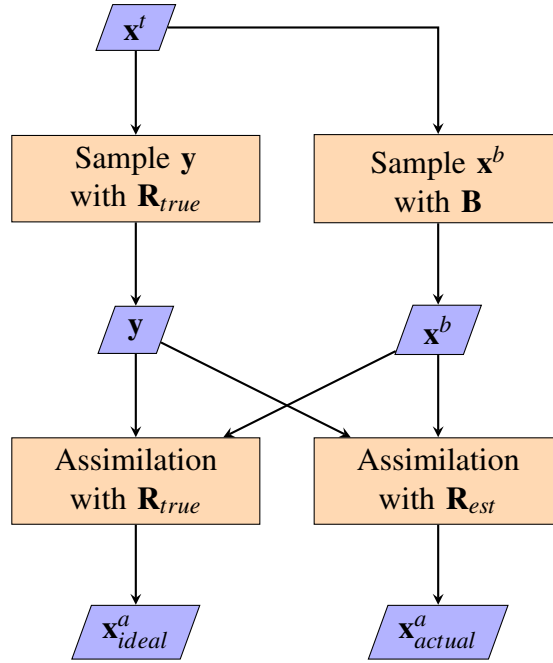 x^t
Sample y
with R_true
Sample x^b
with B
y
x^b
Assimilation
with R_true
Assimilation
with R_est
x^a_ideal
x^a_actual